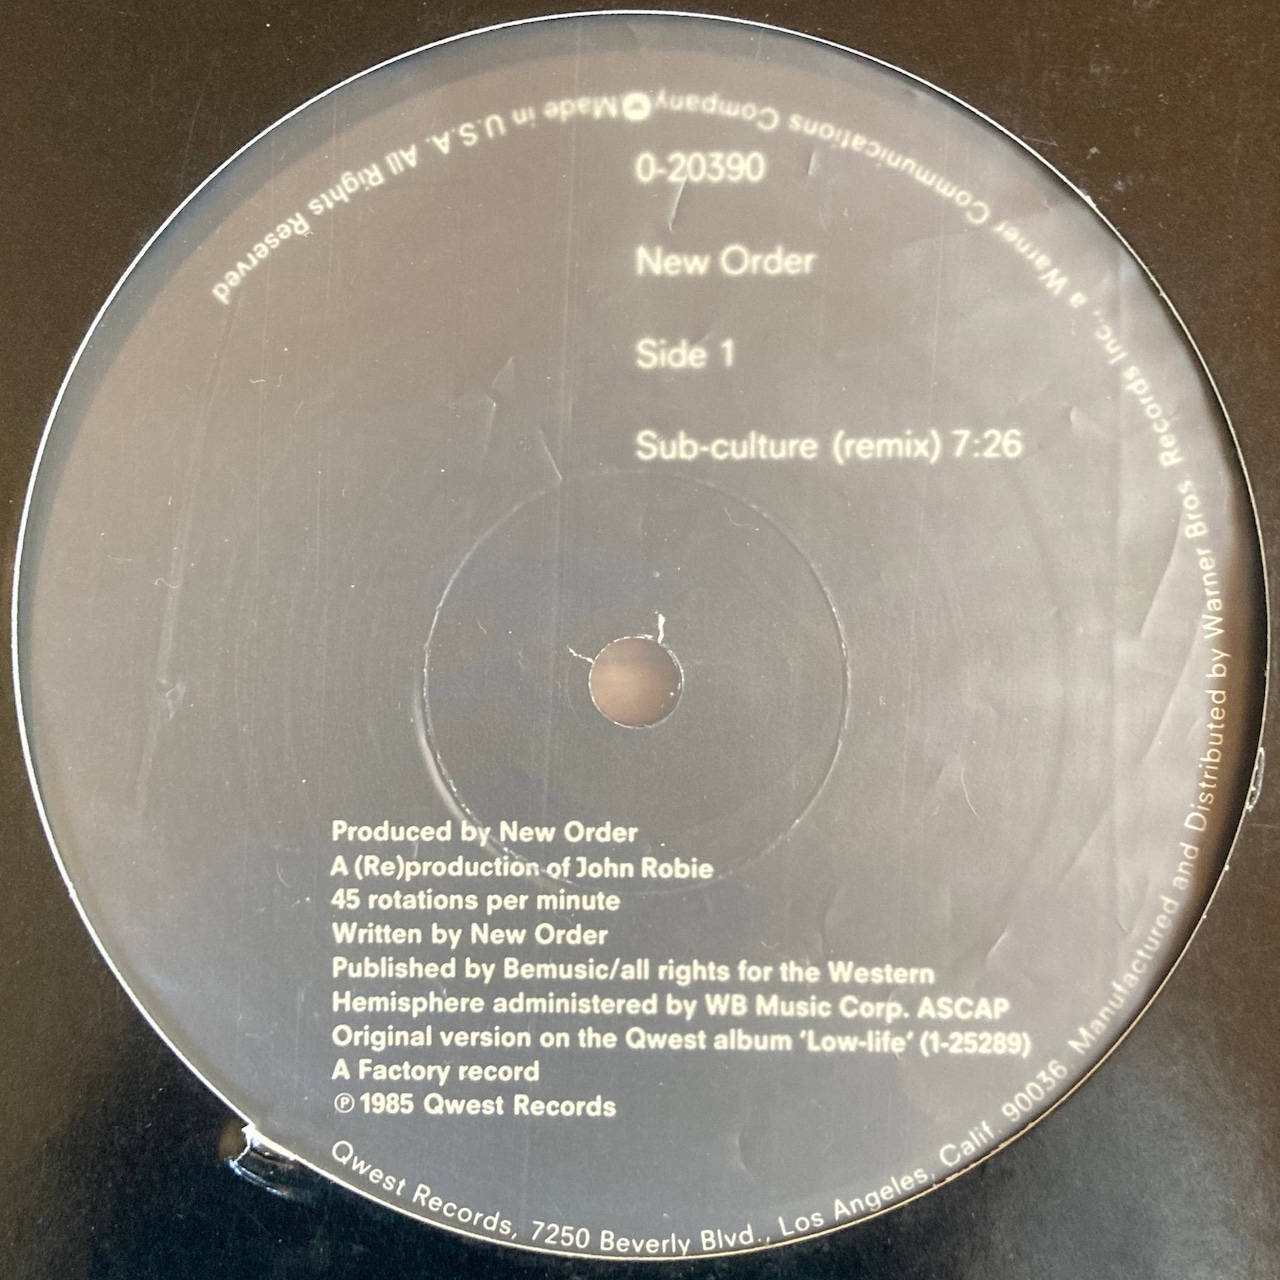 0-20390
New Order
Side 1
Sub-culture (remix) 7:26
Produced by New Order
A (Re)production of John Robie
45 rotations per minute
Written by New Order
Published by Bemusic/all rights for the Western
Hemisphere administered by WB Music Corp. ASCAP
Original version on the Qwest album ‘Low-life’ (1-25289)
A Factory record
℗ 1985 Qwest Records
Qwest Records, 7250 Beverly Blvd., Los Angeles, Calif. 90036. Manufactured and Distributed by Warner Bros. Records Inc., a Warner Communications Company Made in U.S.A. All Rights Reserved